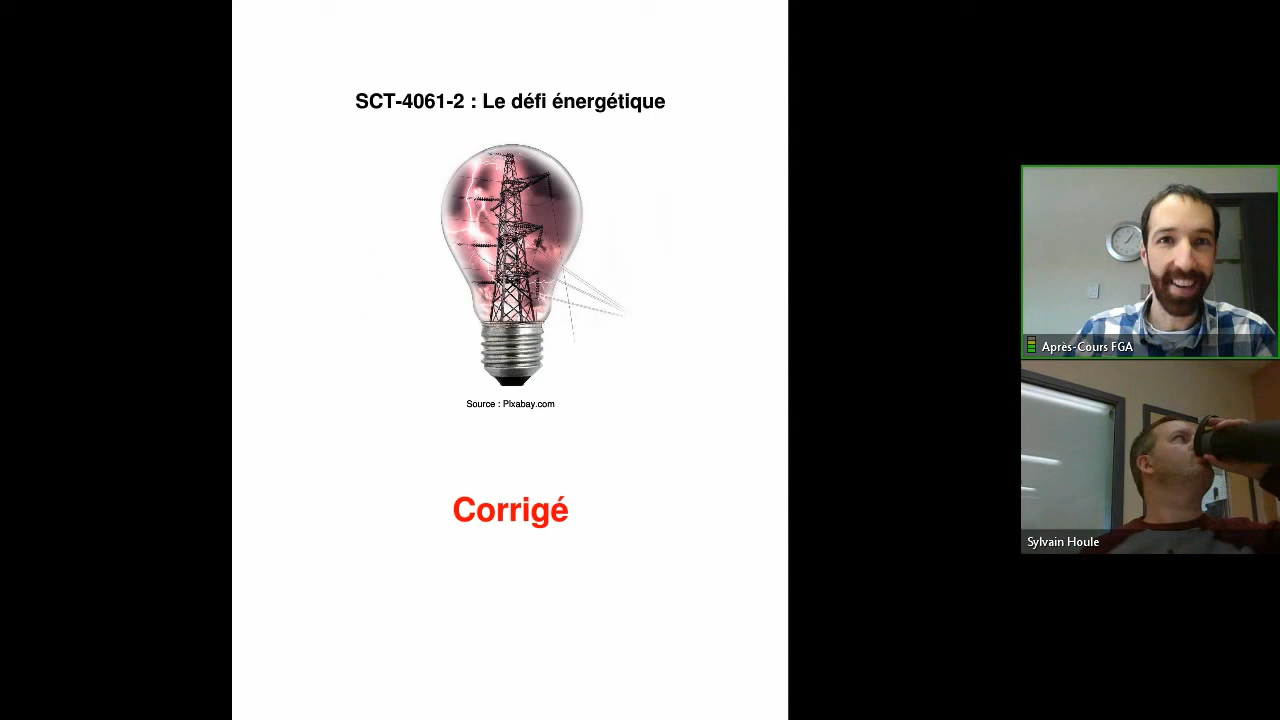 SCT-4061-2 : Le défi énergétique
Source : Pixabay.com
Corrigé
Après-Cours FGA
Sylvain Houle